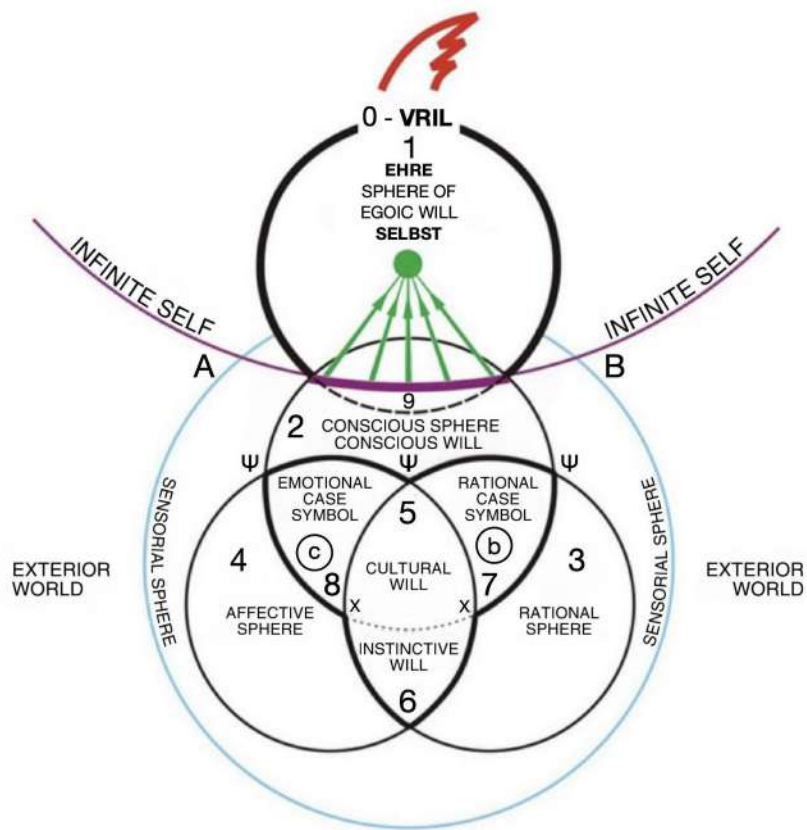 0 - VRIL
1
EHRE
SPHERE OF
EGOIC WILL
SELBST
INFINITE SELF
INFINITE SELF
A
B
9
2
CONSCIOUS SPHERE
CONSCIOUS WILL
Ψ
Ψ
Ψ
EMOTIONAL
CASE
SYMBOL
5
RATIONAL
CASE
SYMBOL
SENSORIAL SPHERE
SENSORIAL SPHERE
4
c
b
3
EXTERIOR
WORLD
8
CULTURAL
WILL
7
EXTERIOR
WORLD
AFFECTIVE
SPHERE
x
x
RATIONAL
SPHERE
INSTINCTIVE
WILL
6